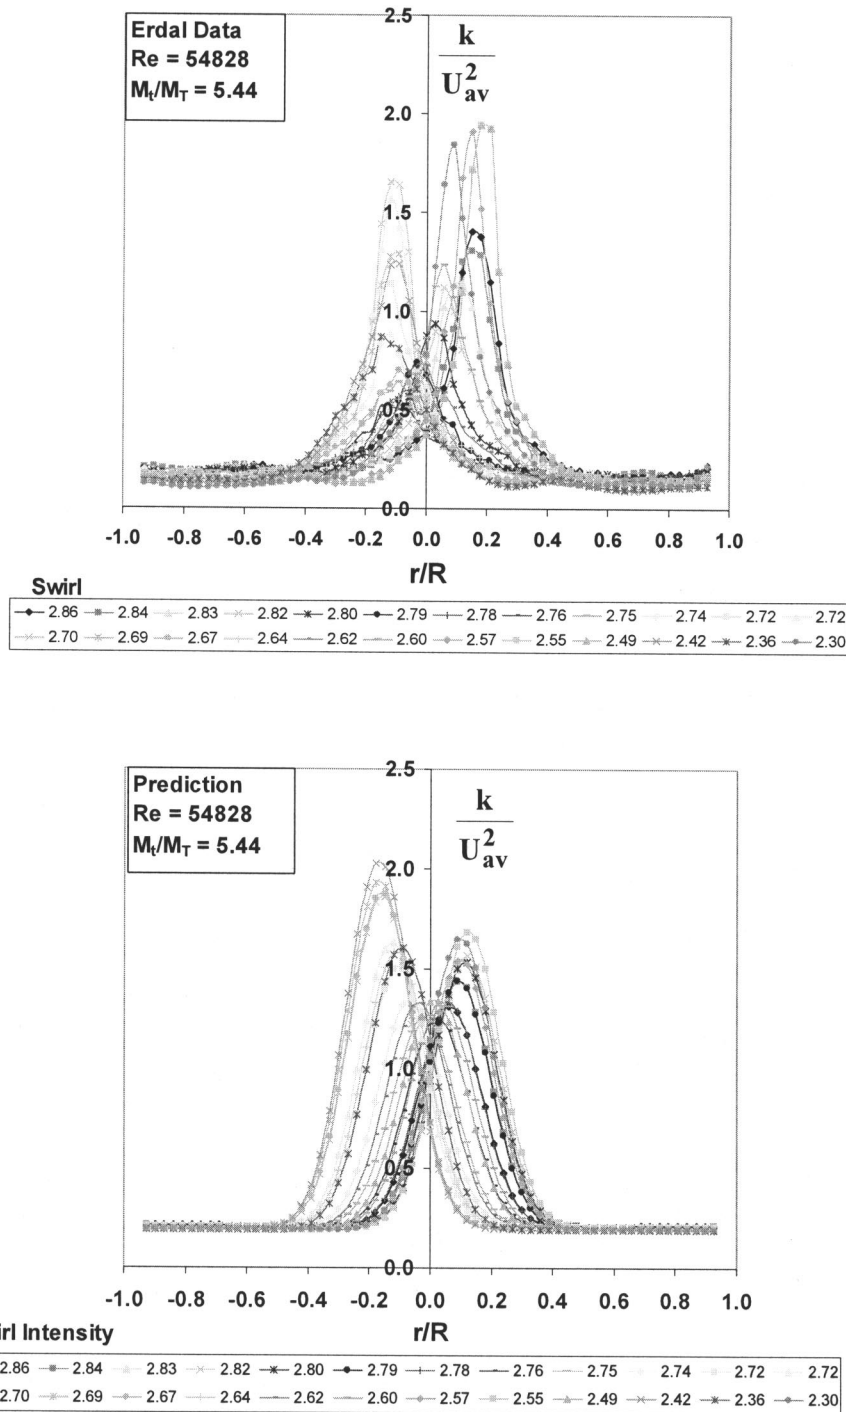 Erdal Data
Re = 54828
Mt/MT = 5.44
k
U²av
2.5
2.0
1.5
1.0
0.5
0.0
-1.0 -0.8 -0.6 -0.4 -0.2 0.0 0.2 0.4 0.6 0.8 1.0
r/R
Swirl
2.86 2.84 2.83 2.82 2.80 2.79 2.78 2.76 2.75 2.74 2.72 2.72
2.70 2.69 2.67 2.64 2.62 2.60 2.57 2.55 2.49 2.42 2.36 2.30
Prediction
Re = 54828
Mt/MT = 5.44
k
U²av
2.5
2.0
1.5
1.0
0.5
0.0
-1.0 -0.8 -0.6 -0.4 -0.2 0.0 0.2 0.4 0.6 0.8 1.0
r/R
irl Intensity
2.86 2.84 2.83 2.82 2.80 2.79 2.78 2.76 2.75 2.74 2.72 2.72
2.70 2.69 2.67 2.64 2.62 2.60 2.57 2.55 2.49 2.42 2.36 2.30